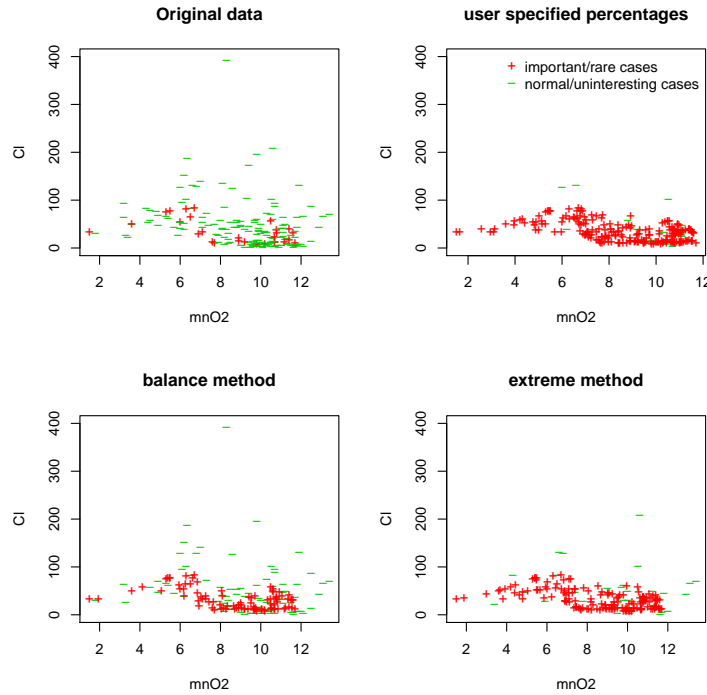 Original data
400
300
200
100
0
Cl
2 4 6 8 10 12
mnO2
user specified percentages
important/rare cases
normal/uninteresting cases
400
300
200
100
0
Cl
2 4 6 8 10 12
mnO2
balance method
400
300
200
100
0
Cl
2 4 6 8 10 12
mnO2
extreme method
400
300
200
100
0
Cl
2 4 6 8 10 12
mnO2